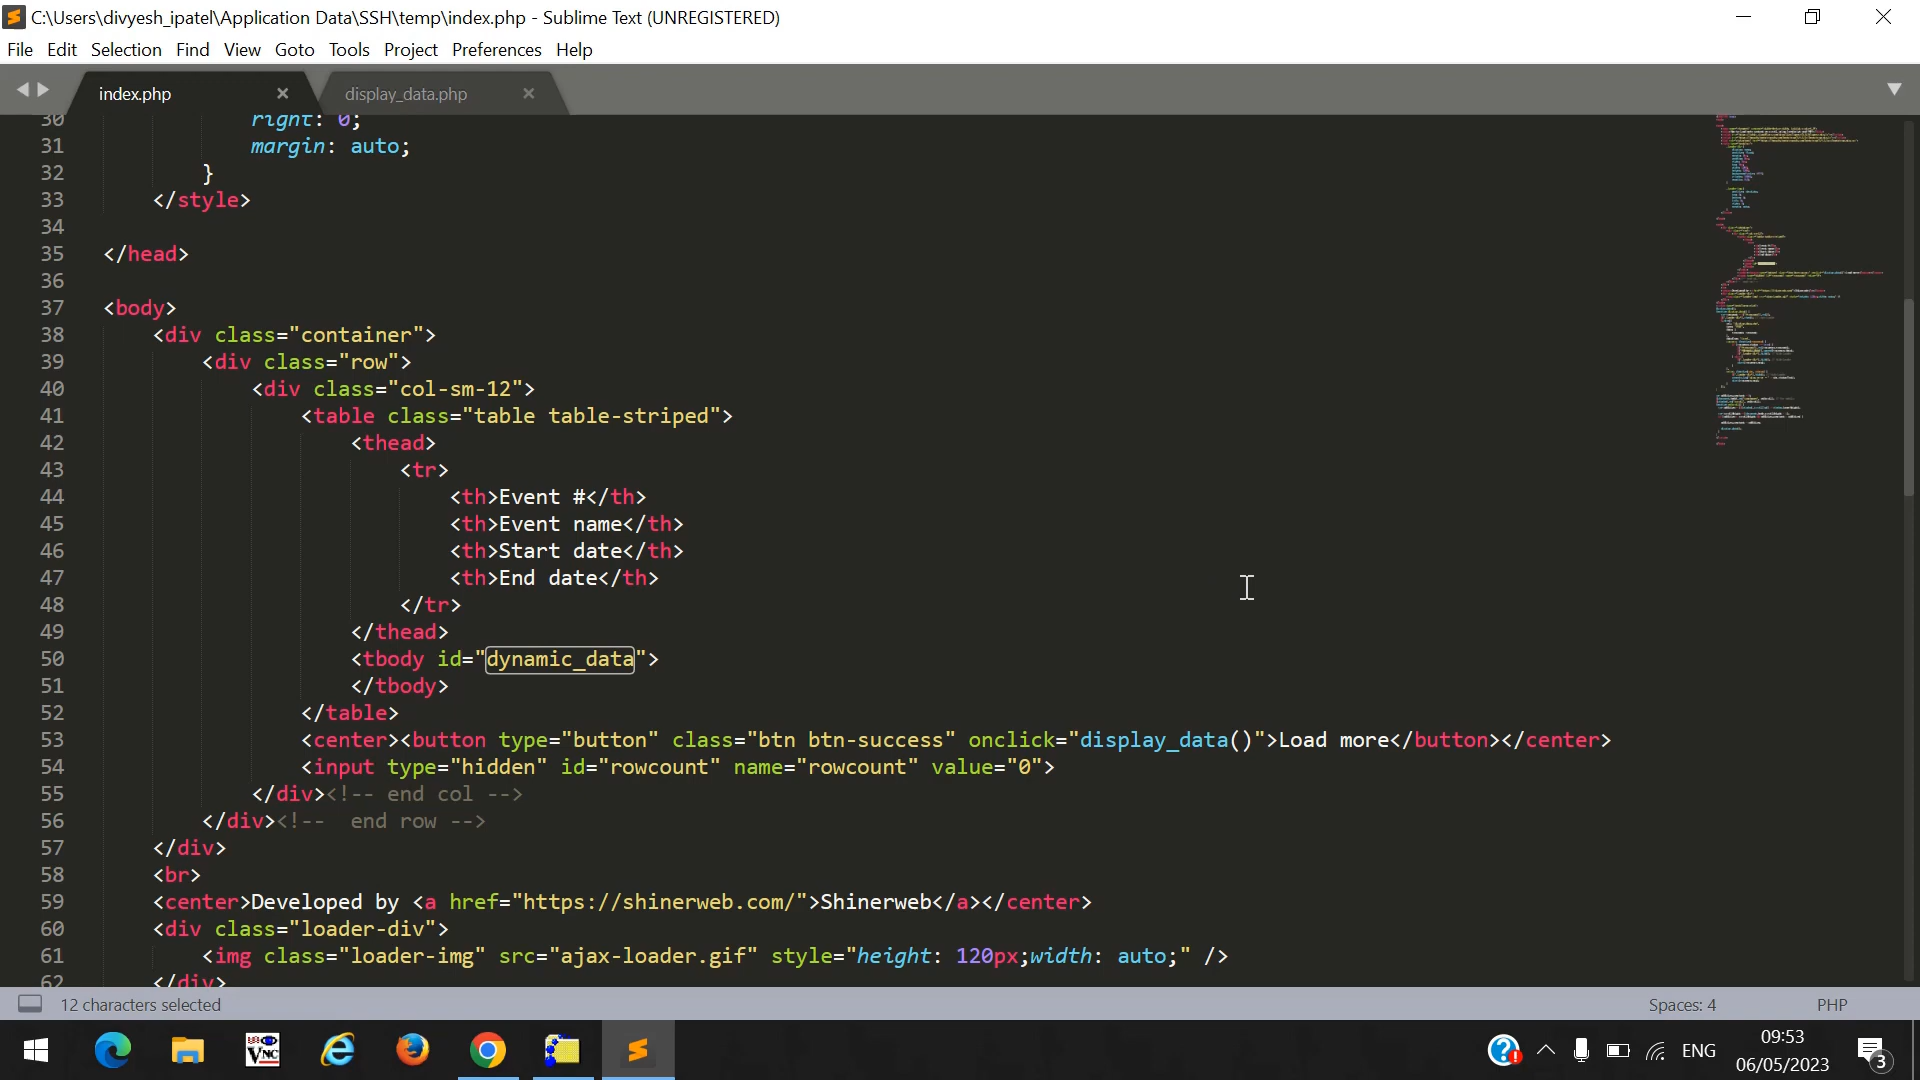 C:\Users\divyesh_ipatel\Application Data\SSH\temp\index.php - Sublime Text (UNREGISTERED)
File Edit Selection Find View Goto Tools Project Preferences Help
index.php × display_data.php ×
30 right: 0;
31 margin: auto;
32 }
33 </style>
34
35 </head>
36
37 <body>
38 <div class="container">
39 <div class="row">
40 <div class="col-sm-12">
41 <table class="table table-striped">
42 <thead>
43 <tr>
44 <th>Event #</th>
45 <th>Event name</th>
46 <th>Start date</th>
47 <th>End date</th>
48 </tr>
49 </thead>
50 <tbody id="dynamic_data">
51 </tbody>
52 </table>
53 <center><button type="button" class="btn btn-success" onclick="display_data()">Load more</button></center>
54 <input type="hidden" id="rowcount" name="rowcount" value="0">
55 </div><!-- end col -->
56 </div><!--  end row -->
57 </div>
58 <br>
59 <center>Developed by <a href="https://shinerweb.com/">Shinerweb</a></center>
60 <div class="loader-div">
61 <img class="loader-img" src="ajax-loader.gif" style="height: 120px;width: auto;" />
62 </div>
12 characters selected Spaces: 4 PHP
VNC ENG 09:53
06/05/2023 3